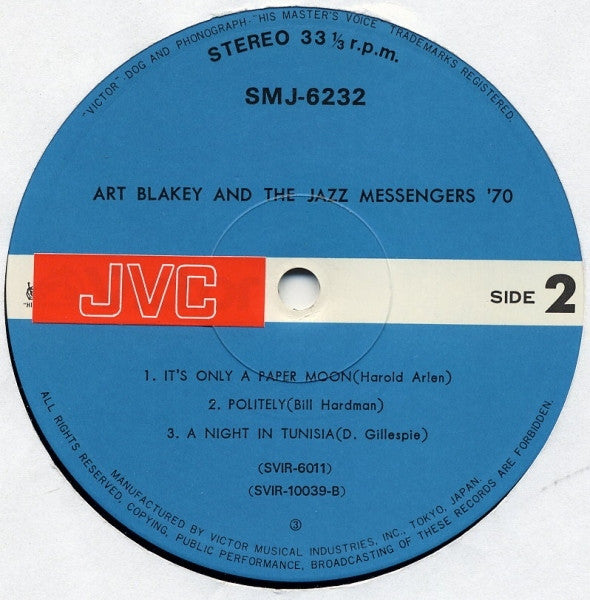 "VICTOR"·DOG AND PHONOGRAPH·"HIS MASTER'S VOICE" TRADEMARKS REGISTERED.
STEREO 33⅓ r.p.m.
SMJ-6232
ART BLAKEY AND THE JAZZ MESSENGERS '70
JVC
SIDE 2
1. IT'S ONLY A PAPER MOON(Harold Arlen)
2. POLITELY(Bill Hardman)
3. A NIGHT IN TUNISIA(D. Gillespie)
(SVIR-6011)
(SVIR-10039-B)
③
MANUFACTURED BY VICTOR MUSICAL INDUSTRIES, INC., TOKYO, JAPAN.
ALL RIGHTS RESERVED, COPYING, PUBLIC PERFORMANCE, BROADCASTING OF THESE RECORDS ARE FORBIDDEN.